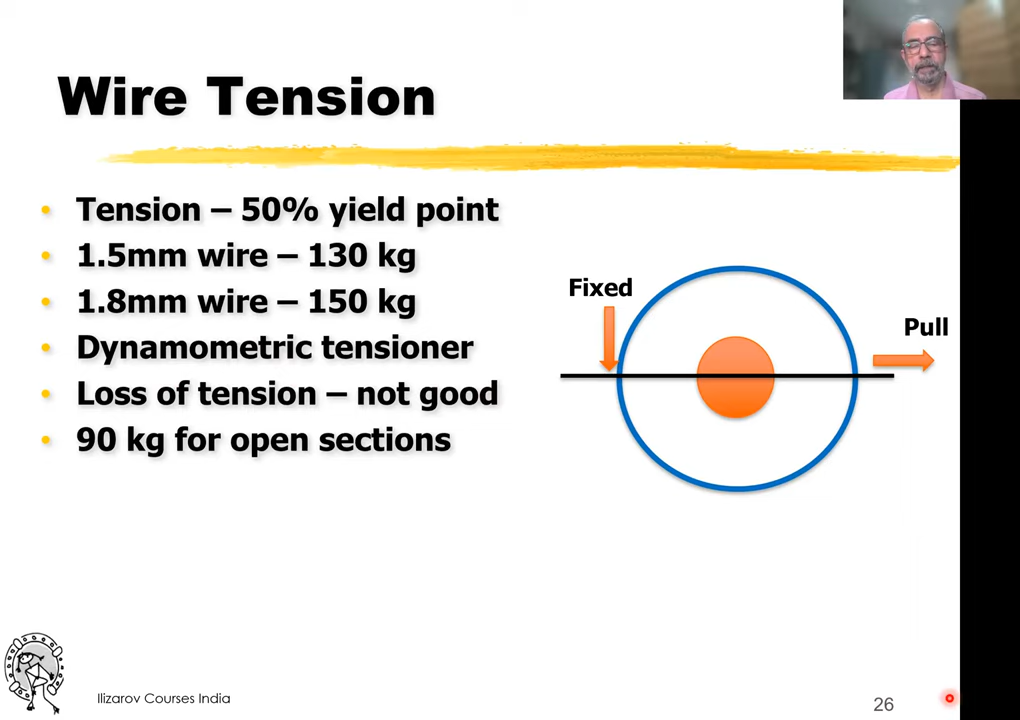 Wire Tension
• Tension – 50% yield point
• 1.5mm wire – 130 kg
• 1.8mm wire – 150 kg
• Dynamometric tensioner
• Loss of tension – not good
• 90 kg for open sections
Fixed
Pull
Ilizarov Courses India
26